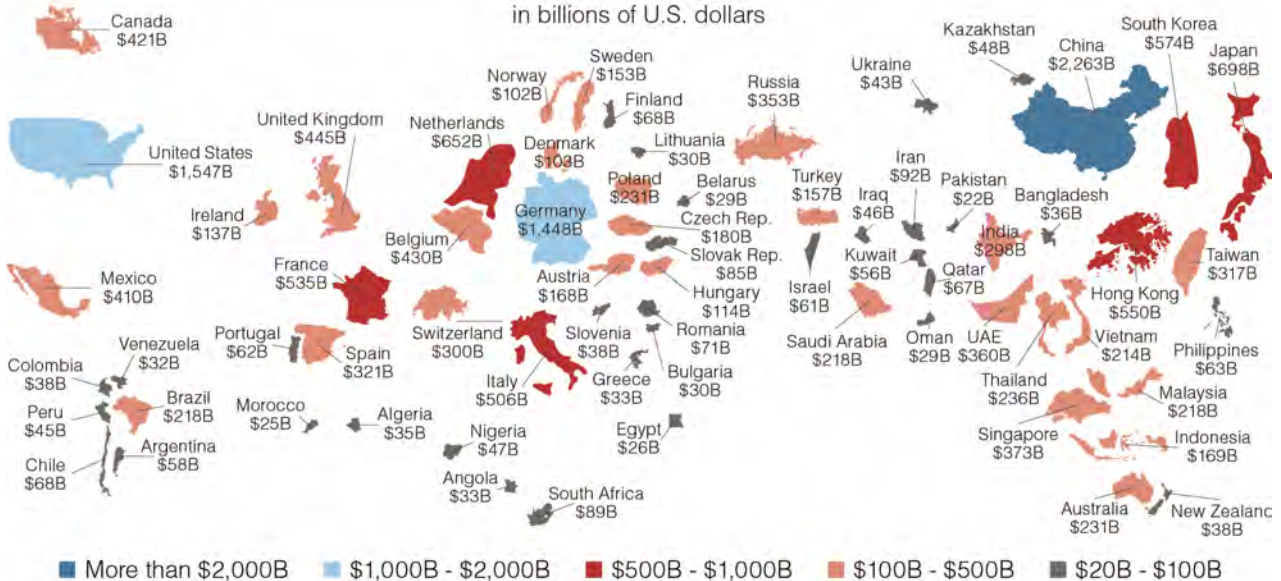 in billions of U.S. dollars
Canada
$421B
United States
$1,547B
Mexico
$410B
Colombia
$38B
Venezuela
$32B
Peru
$45B
Brazil
$218B
Chile
$68B
Argentina
$58B
Ireland
$137B
United Kingdom
$445B
France
$535B
Portugal
$62B
Spain
$321B
Morocco
$25B
Algeria
$35B
Norway
$102B
Sweden
$153B
Finland
$68B
Netherlands
$652B
Denmark
$103B
Lithuania
$30B
Belgium
$430B
Germany
$1,448B
Poland
$231B
Belarus
$29B
Czech Rep.
$180B
Slovak Rep.
$85B
Austria
$168B
Hungary
$114B
Switzerland
$300B
Italy
$506B
Slovenia
$38B
Romania
$71B
Greece
$33B
Bulgaria
$30B
Nigeria
$47B
Egypt
$26B
Angola
$33B
South Africa
$89B
Russia
$353B
Ukraine
$43B
Turkey
$157B
Israel
$61B
Iraq
$46B
Iran
$92B
Kuwait
$56B
Qatar
$67B
Saudi Arabia
$218B
Oman
$29B
UAE
$360B
Pakistan
$22B
India
$298B
Bangladesh
$36B
Kazakhstan
$48B
China
$2,263B
South Korea
$574B
Japan
$698B
Hong Kong
$550B
Taiwan
$317B
Thailand
$236B
Vietnam
$214B
Philippines
$63B
Malaysia
$218B
Singapore
$373B
Indonesia
$169B
Australia
$231B
New Zealand
$38B
More than $2,000B
$1,000B - $2,000B
$500B - $1,000B
$100B - $500B
$20B - $100B